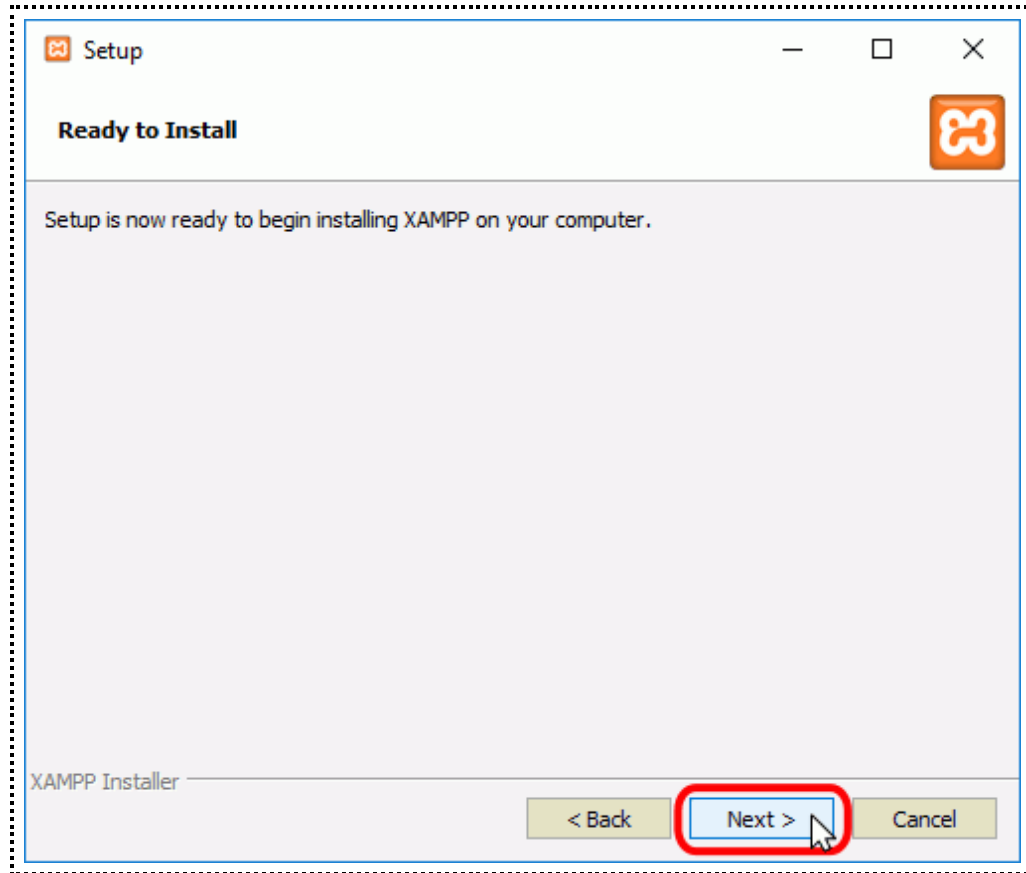 Setup
Ready to Install
Setup is now ready to begin installing XAMPP on your computer.
XAMPP Installer
< Back Next > Cancel